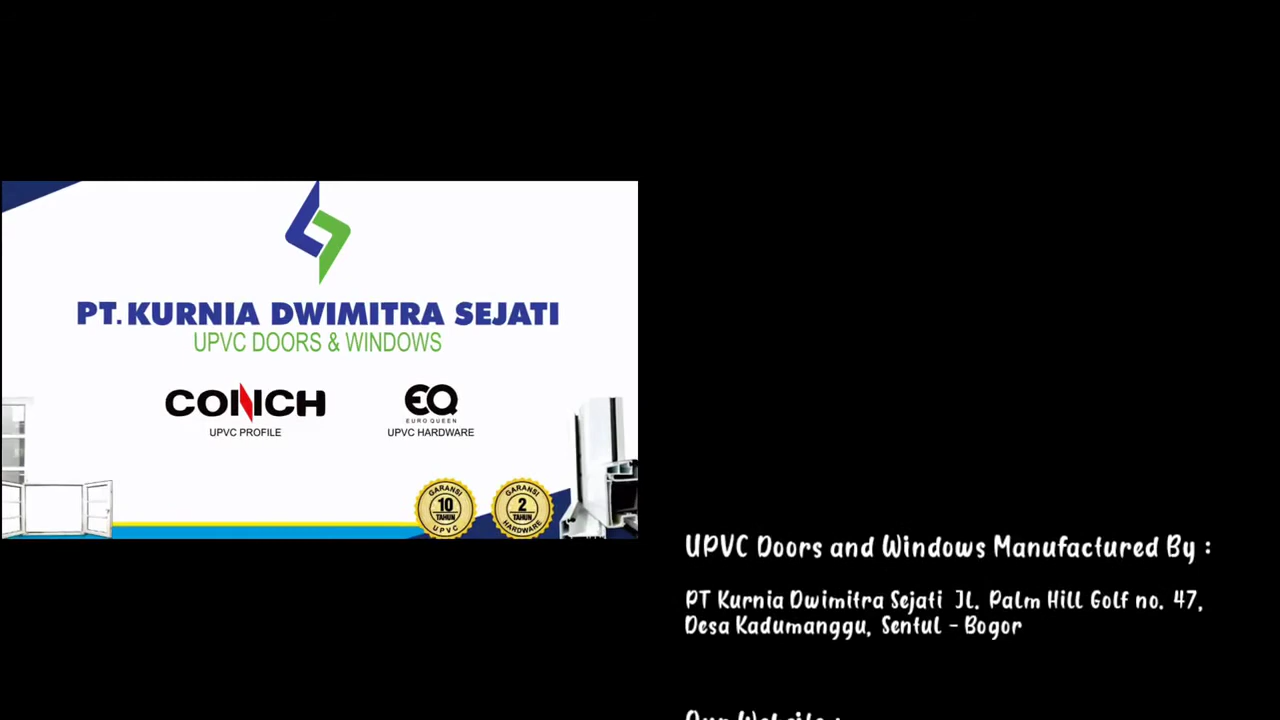 PT. KURNIA DWIMITRA SEJATI
UPVC DOORS & WINDOWS
CONCH
UPVC PROFILE
EQ
EURO QUEEN
UPVC HARDWARE
GARANSI
10
TAHUN
UPVC
GARANSI
2
TAHUN
HARDWARE
UPVC Doors and Windows Manufactured By :
PT Kurnia Dwimitra Sejati JL. Palm Hill Golf no. 47,
Desa Kadumanggu, Sentul - Bogor
Our Website :